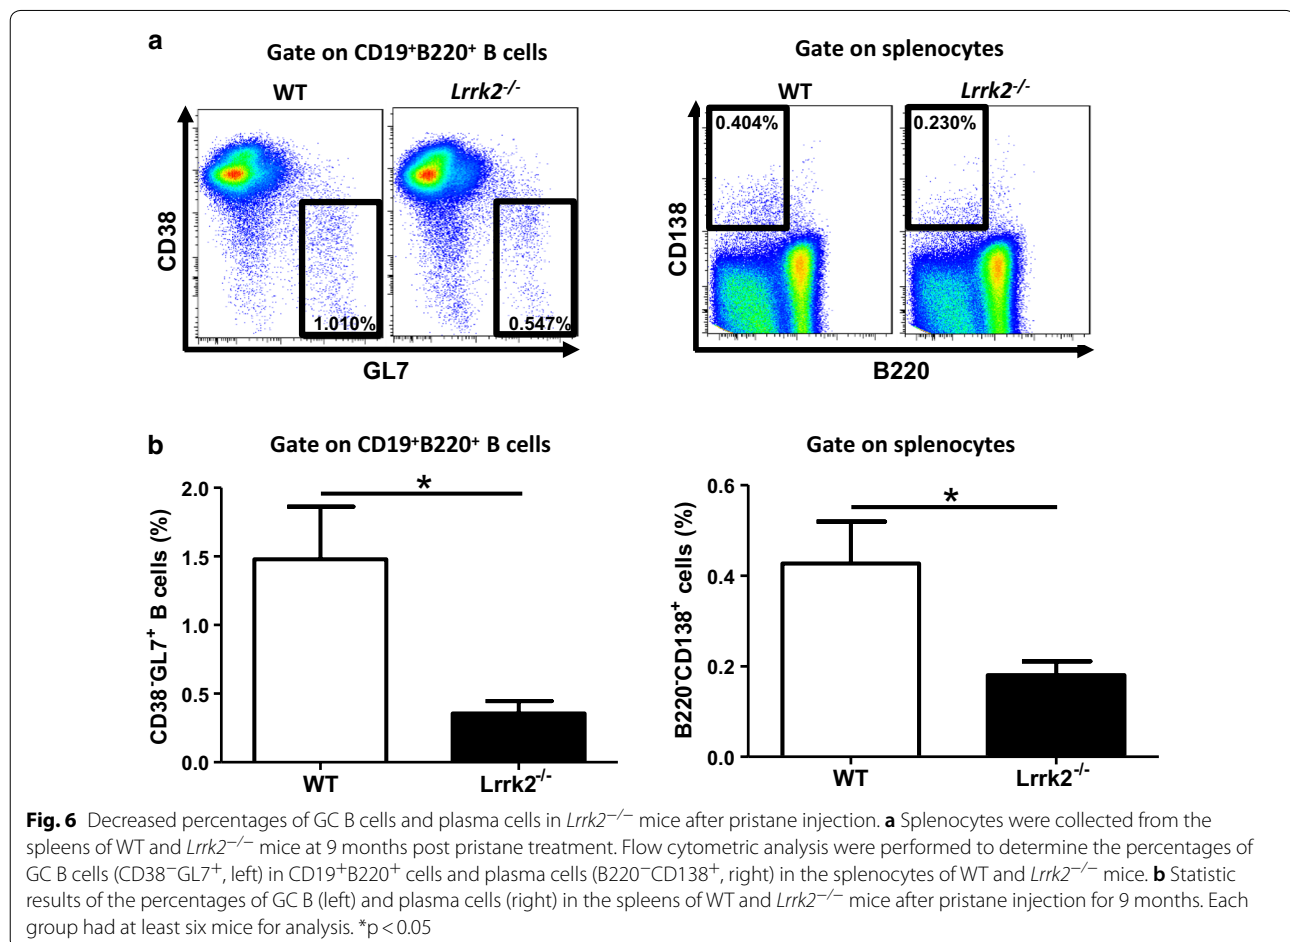 a
Gate on CD19⁺B220⁺ B cells
Gate on splenocytes
WT
Lrrk2⁻/⁻
WT
Lrrk2⁻/⁻
CD38
1.010%
0.547%
GL7
CD138
0.404%
0.230%
B220
b
Gate on CD19⁺B220⁺ B cells
CD38⁻GL7⁺ B cells (%)
2.0
1.5
1.0
0.5
0.0
*
WT
Lrrk2⁻/⁻
Gate on splenocytes
B220⁻CD138⁺ cells (%)
0.6
0.4
0.2
0.0
*
WT
Lrrk2⁻/⁻
Fig. 6 Decreased percentages of GC B cells and plasma cells in Lrrk2⁻/⁻ mice after pristane injection. a Splenocytes were collected from the
spleens of WT and Lrrk2⁻/⁻ mice at 9 months post pristane treatment. Flow cytometric analysis were performed to determine the percentages of
GC B cells (CD38⁻GL7⁺, left) in CD19⁺B220⁺ cells and plasma cells (B220⁻CD138⁺, right) in the splenocytes of WT and Lrrk2⁻/⁻ mice. b Statistic
results of the percentages of GC B (left) and plasma cells (right) in the spleens of WT and Lrrk2⁻/⁻ mice after pristane injection for 9 months. Each
group had at least six mice for analysis. *p < 0.05